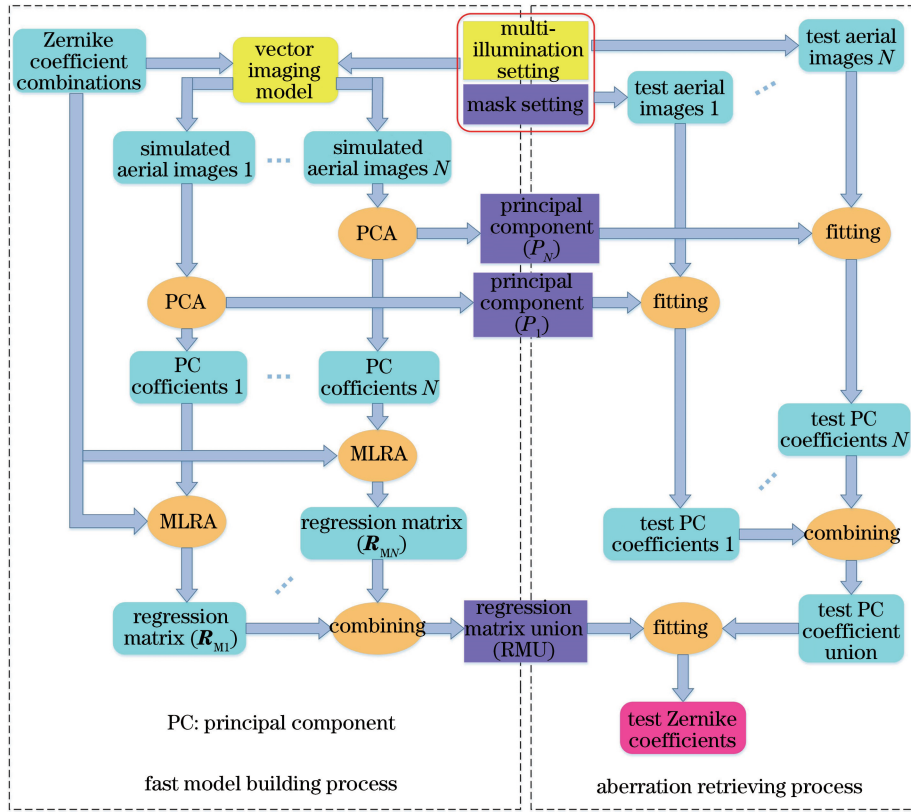 Zernike
coefficient
combinations
vector
imaging
model
multi-
illumination
setting
mask setting
test aerial
images N
test aerial
images 1
simulated
aerial images 1
simulated
aerial images N
PCA
principal
component
(P_N)
fitting
PCA
principal
component
(P_1)
fitting
PC
cofficients 1
PC
cofficients N
test PC
coefficients N
MLRA
MLRA
regression matrix
(R_MN)
test PC
coefficients 1
combining
regression
matrix (R_M1)
combining
regression
matrix union
(RMU)
fitting
test PC
coefficient
union
test Zernike
coefficients
PC: principal component
fast model building process
aberration retrieving process